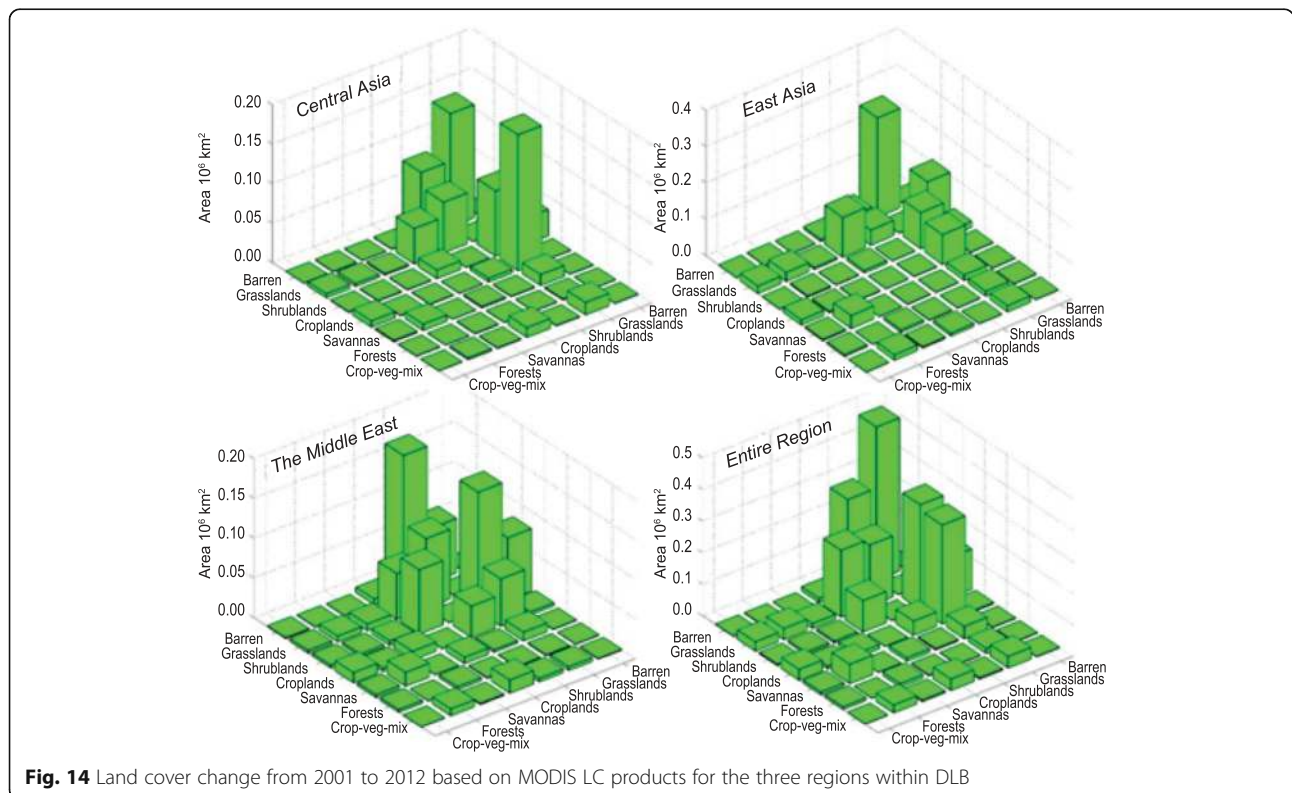 Central Asia
0.20
0.15
0.10
0.05
0.00
Area 10⁶ km²
Barren
Grasslands
Shrublands
Croplands
Savannas
Forests
Crop-veg-mix
Barren
Grasslands
Shrublands
Croplands
Savannas
Forests
Crop-veg-mix
East Asia
0.4
0.3
0.2
0.1
0.0
Area 10⁶ km²
Barren
Grasslands
Shrublands
Croplands
Savannas
Forests
Crop-veg-mix
Barren
Grasslands
Shrublands
Croplands
Savannas
Forests
Crop-veg-mix
The Middle East
0.20
0.15
0.10
0.05
0.00
Area 10⁶ km²
Barren
Grasslands
Shrublands
Croplands
Savannas
Forests
Crop-veg-mix
Barren
Grasslands
Shrublands
Croplands
Savannas
Forests
Crop-veg-mix
Entire Region
0.5
0.4
0.3
0.2
0.1
0.0
Area 10⁶ km²
Barren
Grasslands
Shrublands
Croplands
Savannas
Forests
Crop-veg-mix
Barren
Grasslands
Shrublands
Croplands
Savannas
Forests
Crop-veg-mix
Fig. 14 Land cover change from 2001 to 2012 based on MODIS LC products for the three regions within DLB